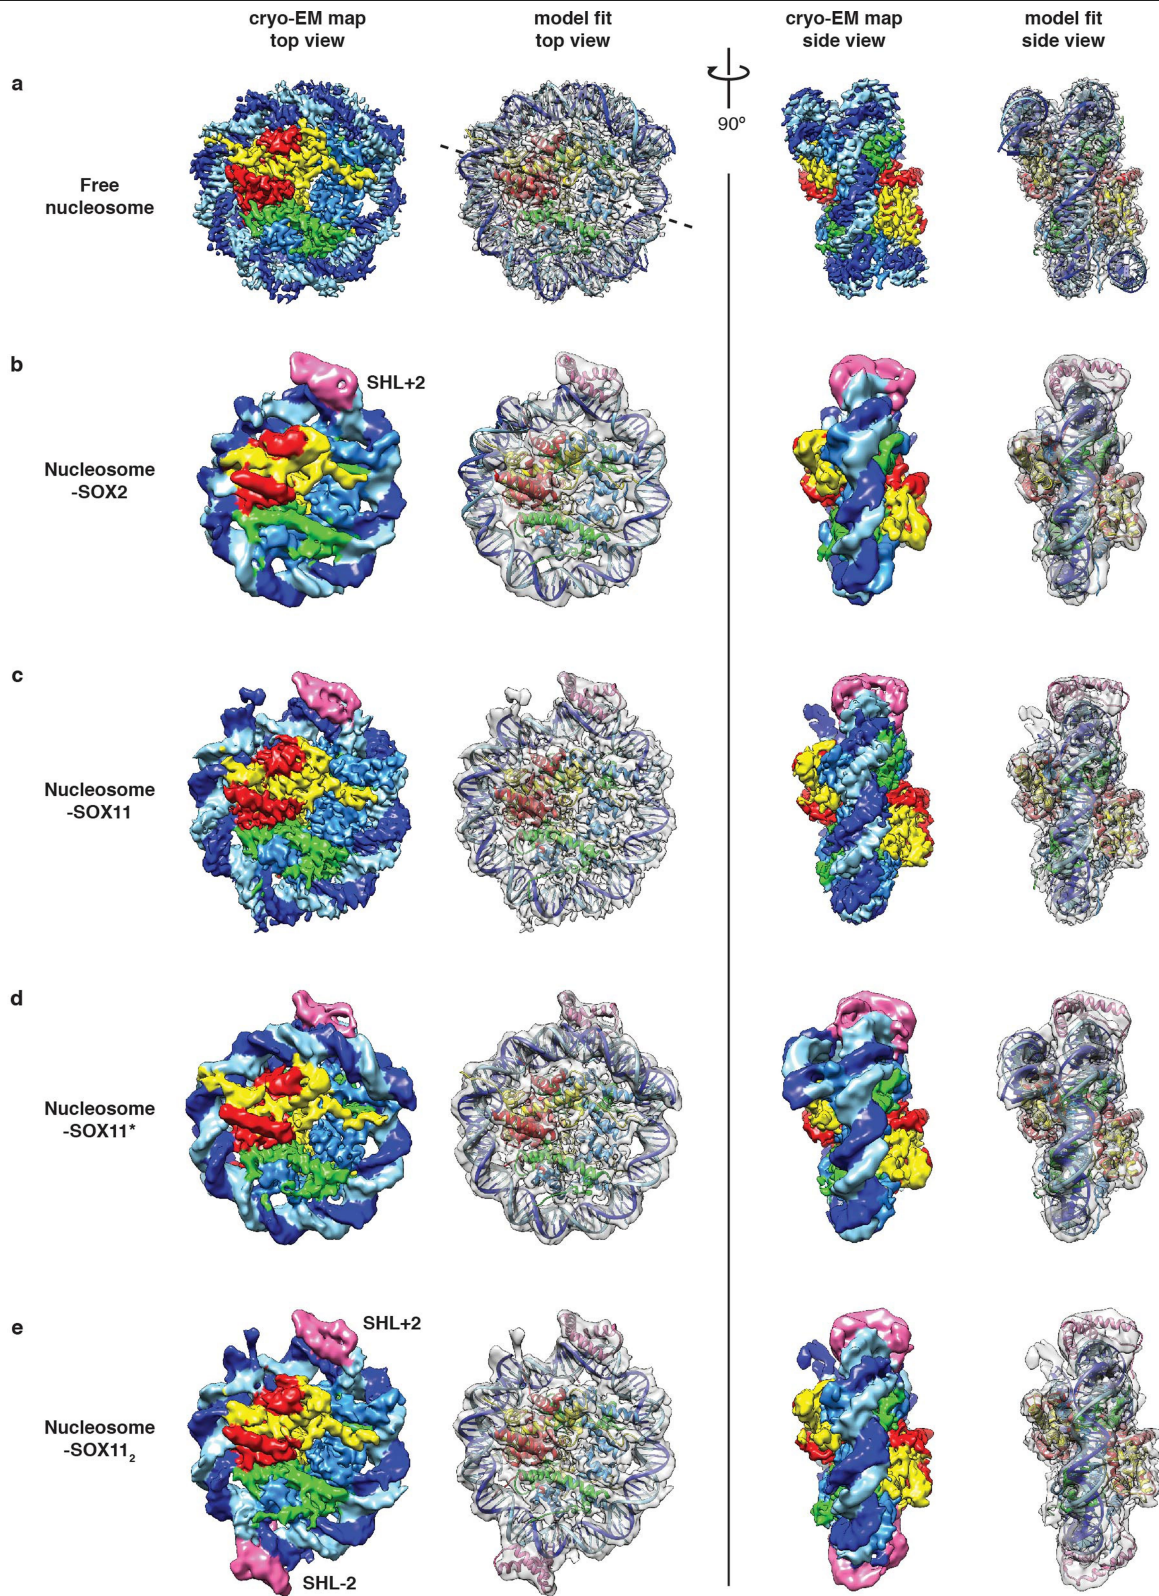 cryo-EM map
top view
model fit
top view
cryo-EM map
side view
model fit
side view
90º
a
Free
nucleosome
b
SHL+2
Nucleosome
-SOX2
c
Nucleosome
-SOX11
d
Nucleosome
-SOX11*
e
SHL+2
Nucleosome
-SOX11₂
SHL-2